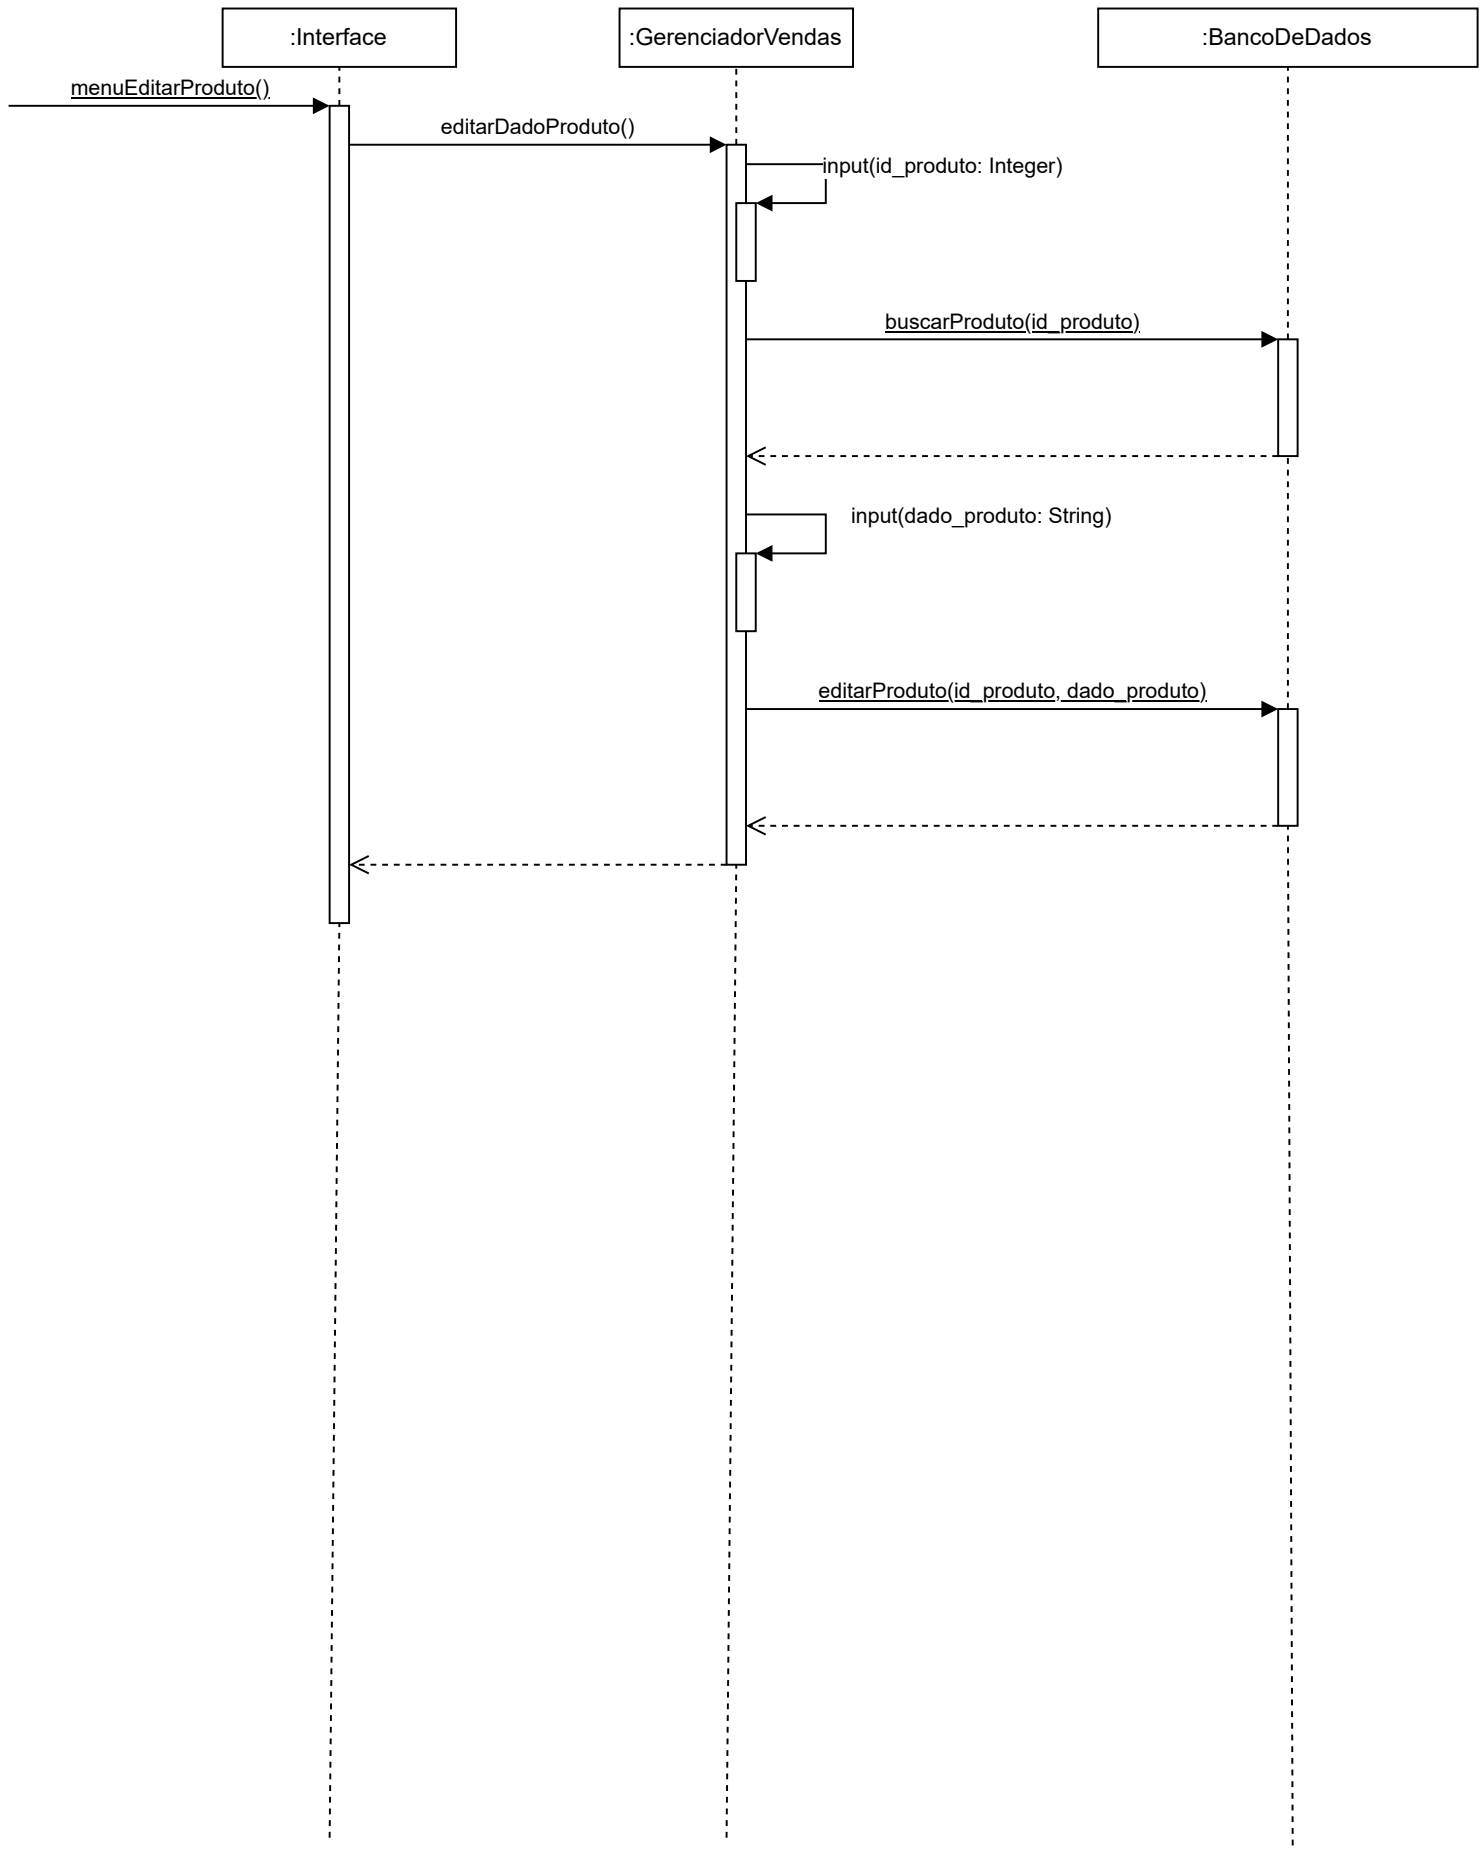 :Interface
:GerenciadorVendas
:BancoDeDados
menuEditarProduto()
editarDadoProduto()
input(id_produto: Integer)
buscarProduto(id_produto)
input(dado_produto: String)
editarProduto(id_produto, dado_produto)